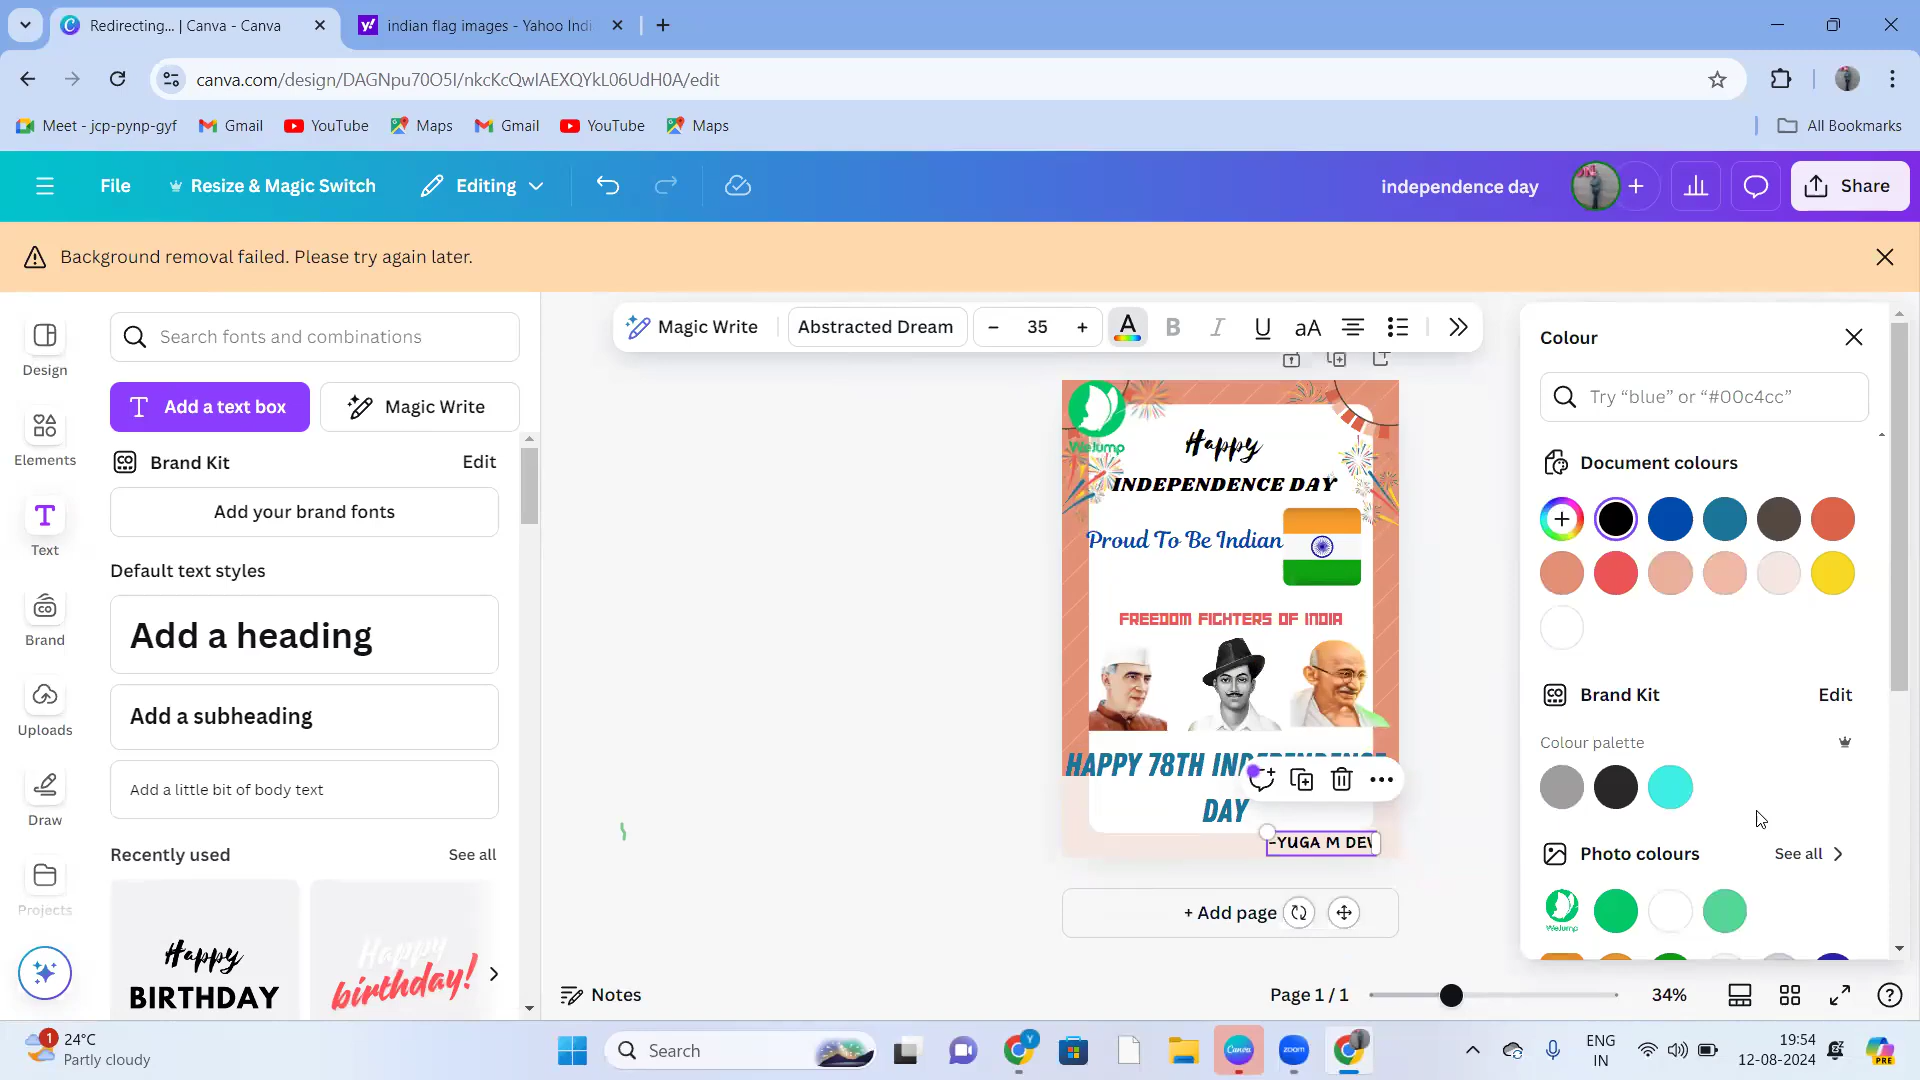 Redirecting... | Canva - Canva
indian flag images - Yahoo Indi
canva.com/design/DAGNpu70O5I/nkcKcQwIAEXQYkL06UdH0A/edit
Meet - jcp-pynp-gyf
Gmail
YouTube
Maps
Gmail
YouTube
Maps
All Bookmarks
File
Resize & Magic Switch
Editing
independence day
Share
Background removal failed. Please try again later.
Search fonts and combinations
Add a text box
Magic Write
Brand Kit
Edit
Add your brand fonts
Default text styles
Add a heading
Add a subheading
Add a little bit of body text
Recently used
See all
Happy
BIRTHDAY
Happy
birthday!
Design
Elements
Text
Brand
Uploads
Draw
Projects
Magic Write
Abstracted Dream
35
WeJump
Happy
INDEPENDENCE DAY
Proud To Be Indian
FREEDOM FIGHTERS OF INDIA
HAPPY 78TH
DAY
-YUGA M DEV
+ Add page
Notes
Page 1 / 1
34%
Colour
Try “blue” or “#00c4cc”
Document colours
Brand Kit
Edit
Colour palette
Photo colours
See all
WeJump
1
24°C
Partly cloudy
Search
Canva
zoom
ENG
IN
19:54
12-08-2024
PRE